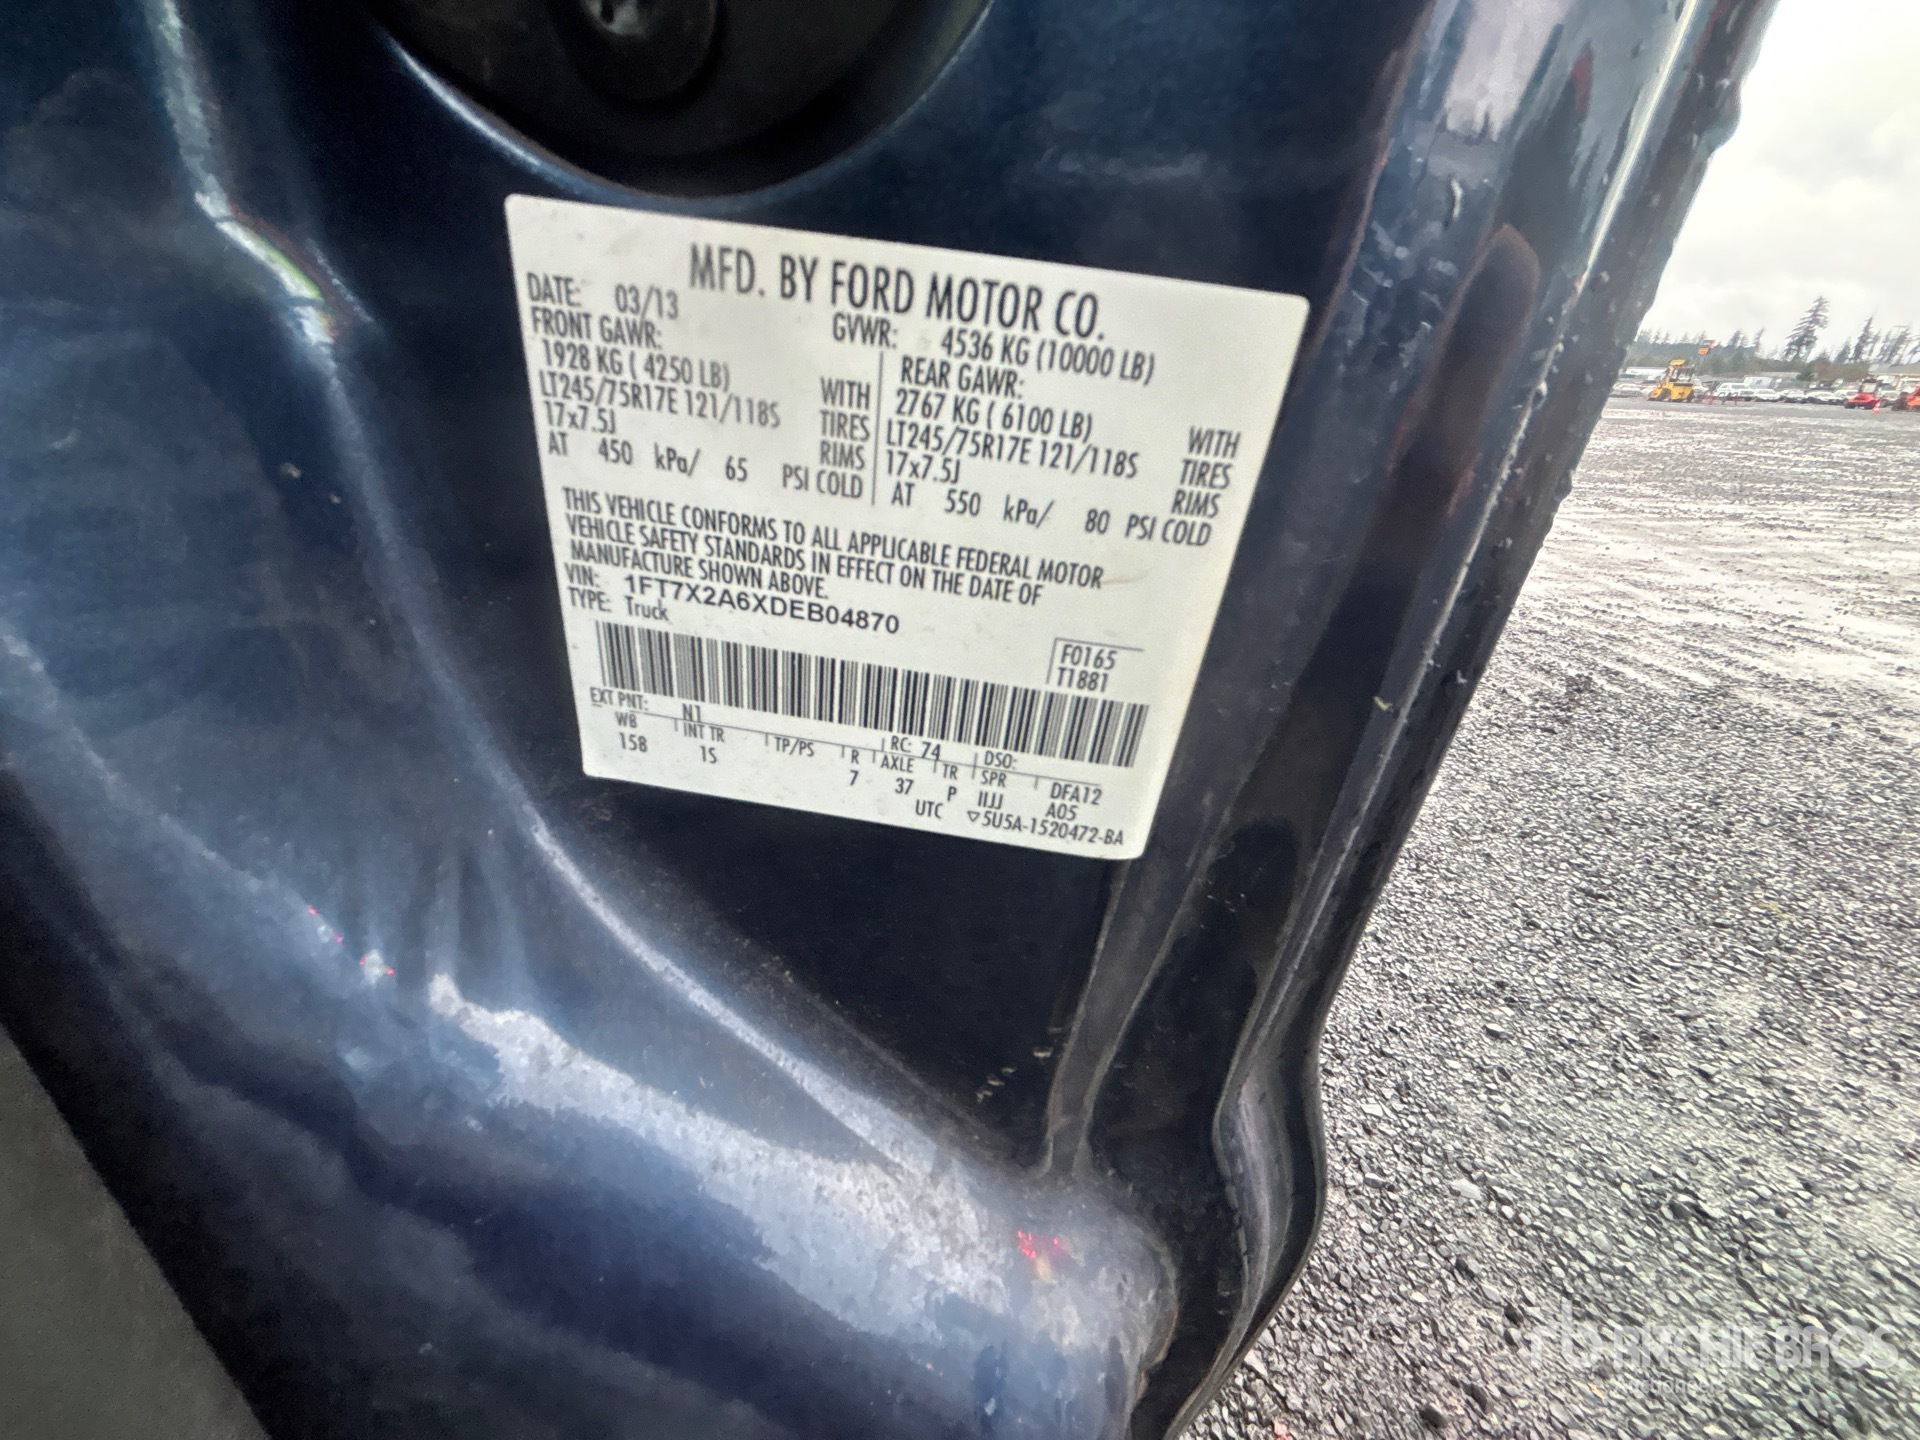 MFD. BY FORD MOTOR CO.
DATE: 03/13 GVWR: 4536 KG (10000 LB)
FRONT GAWR: REAR GAWR:
1928 KG ( 4250 LB) WITH 2767 KG ( 6100 LB) WITH
LT245/75R17E 121/118S TIRES LT245/75R17E 121/118S TIRES
17x7.5J RIMS 17x7.5J RIMS
AT 450 kPa/ 65 PSI COLD AT 550 kPa/ 80 PSI COLD
THIS VEHICLE CONFORMS TO ALL APPLICABLE FEDERAL MOTOR
VEHICLE SAFETY STANDARDS IN EFFECT ON THE DATE OF
MANUFACTURE SHOWN ABOVE.
VIN: 1FT7X2A6XDEB04870
TYPE: Truck
F0165
T1881
EXT PNT: N1 RC: 74 DSO:
WB INT TR TP/PS R AXLE TR SPR DFA12
158 15 7 37 P IIJJ A05
UTC ▽5U5A-1520472-BA
rb RITCHIE BROS.
Auctioneers